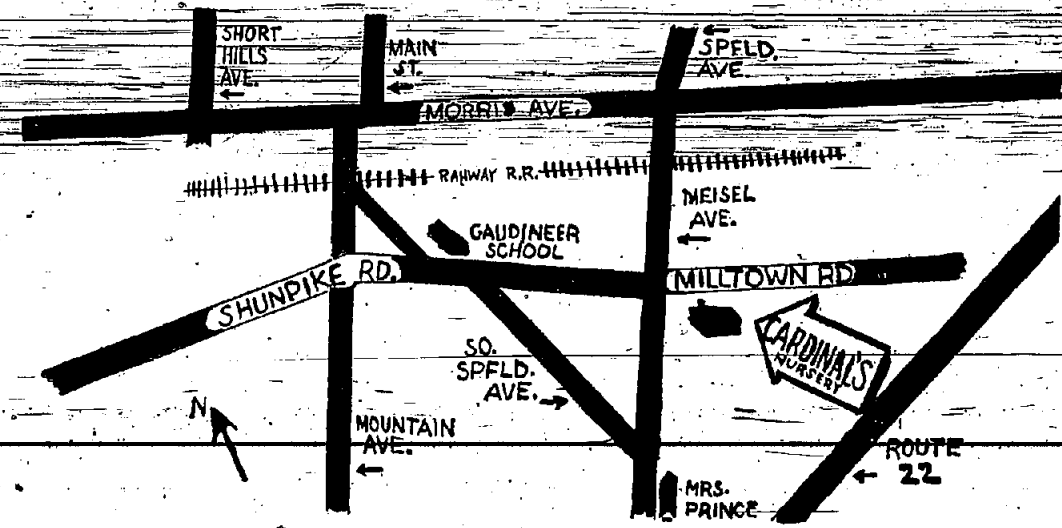 SHORT
HILLS
AVE.
MAIN
ST.
SPFLD.
AVE.
MORRIS AVE.
RAHWAY R.R.
MEISEL
AVE.
GAUDINEER
SCHOOL
SHUNPIKE RD.
MILLTOWN RD
CARDINAL'S
NURSERY
SO.
SPFLD.
AVE.
N
MOUNTAIN
AVE.
ROUTE
22
MRS.
PRINCE